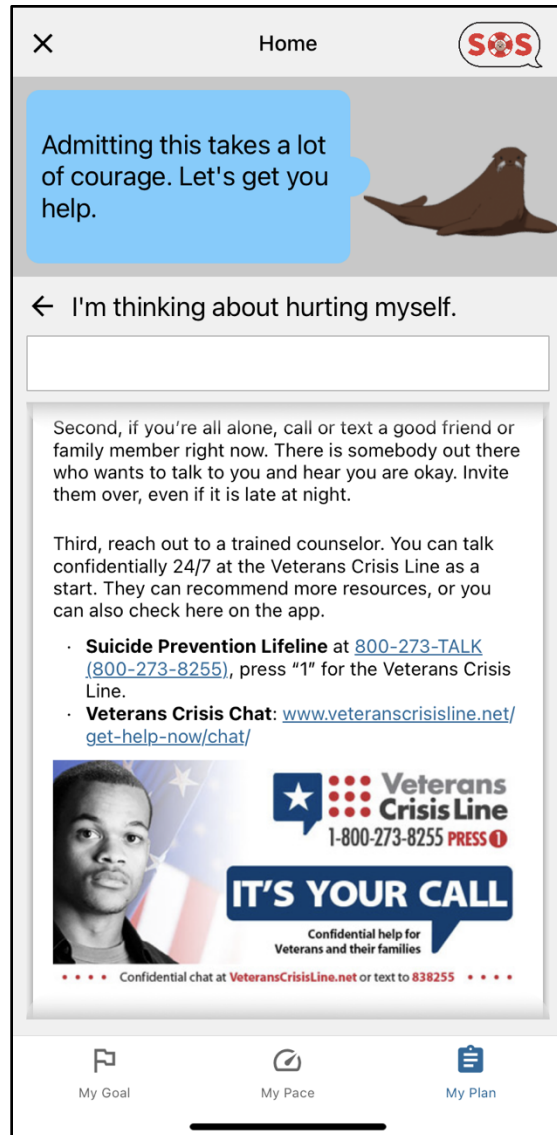 Home
SOS
Admitting this takes a lot
of courage. Let's get you
help.
I'm thinking about hurting myself.
Second, if you're all alone, call or text a good friend or
family member right now. There is somebody out there
who wants to talk to you and hear you are okay. Invite
them over, even if it is late at night.
Third, reach out to a trained counselor. You can talk
confidentially 24/7 at the Veterans Crisis Line as a
start. They can recommend more resources, or you
can also check here on the app.
· Suicide Prevention Lifeline at 800-273-TALK
(800-273-8255), press “1” for the Veterans Crisis
Line.
· Veterans Crisis Chat: www.veteranscrisisline.net/
get-help-now/chat/
Veterans
Crisis Line
1-800-273-8255 PRESS 1
IT'S YOUR CALL
Confidential help for
Veterans and their families
• • • • Confidential chat at VeteransCrisisLine.net or text to 838255 • • • •
My Goal
My Pace
My Plan